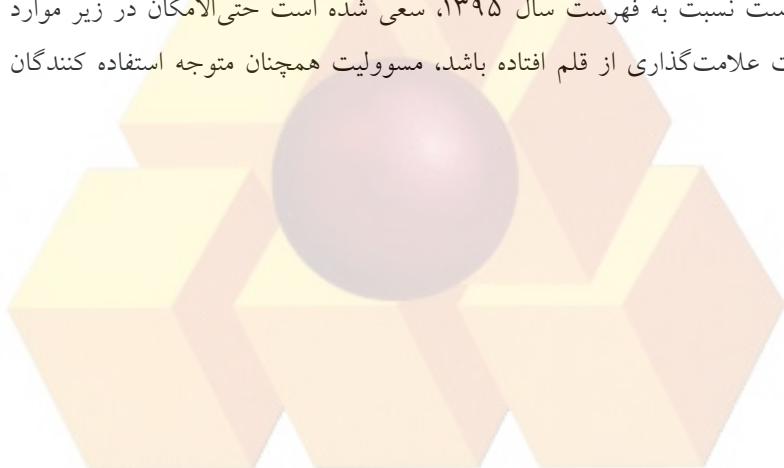 ست نسبت به فهرست سال ۱۳۹۵، سعی شده است حتی‌الامکان در زیر موارد
ت علامت‌گذاری از قلم افتاده باشد، مسوولیت همچنان متوجه استفاده کنندگان